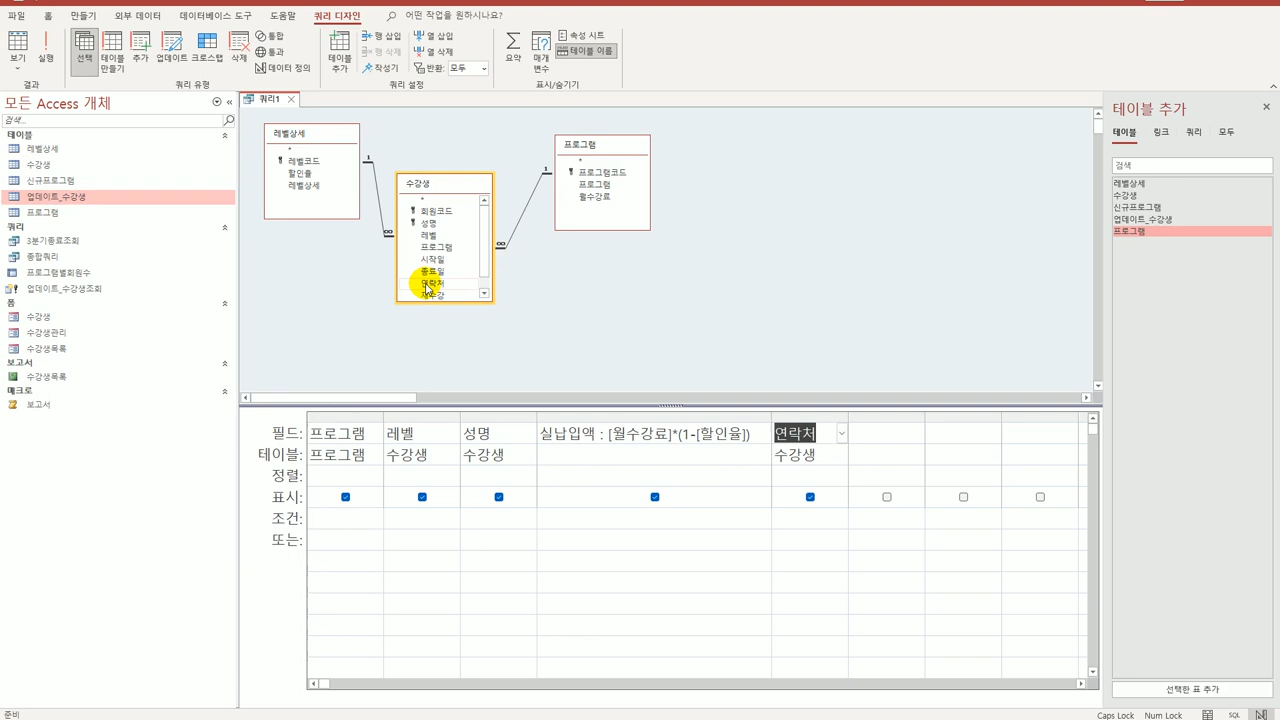 파일 홈 만들기 외부 데이터 데이터베이스 도구 도움말 쿼리 디자인 어떤 작업을 원하시요?
보기 실행 선택 테이블 만들기 추가 업데이트 크로스탭 삭제
통합
통과
데이터 정의
테이블 추가
행 삽입
행 삭제
작성기
열 삽입
열 삭제
반환: 모두
요약 매개 변수
속성 시트
테이블 이름
결과 쿼리 유형 쿼리 설정 표시/숨기기
모든 Access 개체
검색...
테이블
레벨상세
수강생
신규프로그램
업데이트_수강생
프로그램
쿼리
3분기종료조회
종합쿼리
프로그램별회원수
업데이트_수강생조회
폼
수강생
수강생관리
수강생목록
보고서
수강생목록
매크로
보고서
쿼리1
레벨상세
*
레벨코드
할인율
레벨상세
1
∞
수강생
*
회원코드
성명
레벨
프로그램
시작일
종료일
연락처
재수강
1
∞
프로그램
*
프로그램코드
프로그램
월수강료
필드: 프로그램 레벨 성명 실납입액 : [월수강료]*(1-[할인율]) 연락처
테이블: 프로그램 수강생 수강생 수강생
정렬:
표시:
조건:
또는:
테이블 추가
테이블 링크 쿼리 모두
검색
레벨상세
수강생
신규프로그램
업데이트_수강생
프로그램
선택한 표 추가
준비 Caps Lock Num Lock SQL